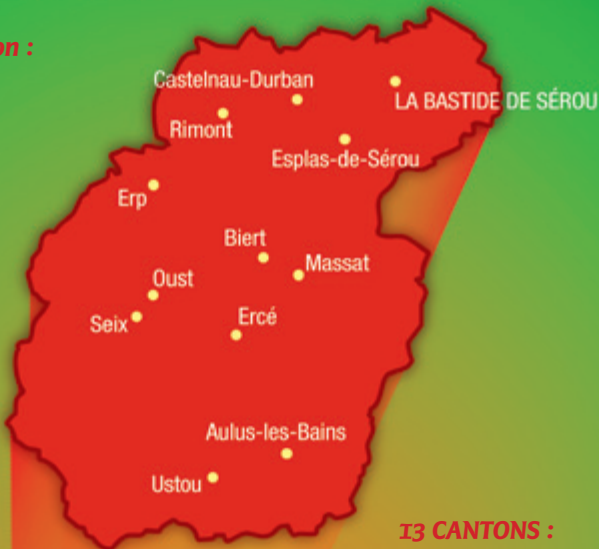 on :
Castelnau-Durban
LA BASTIDE DE SÉROU
Rimont
Esplas-de-Sérou
Erp
Biert
Massat
Oust
Seix
Ercé
Aulus-les-Bains
Ustou
13 CANTONS :